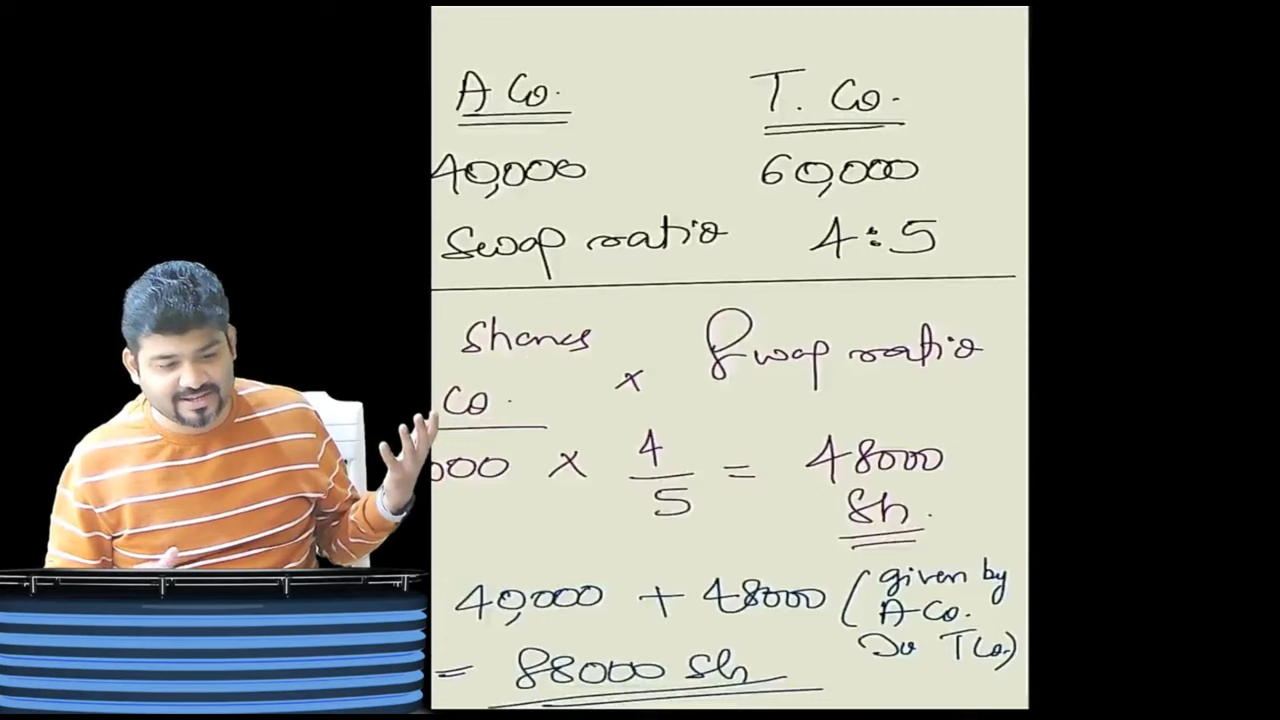 A Co. T. Co.
40,000 60,000
Swap ratio 4:5
Shares × Swap ratio
Co.
000 × 4/5 = 48000
Sh.
40,000 + 48000 (given by
A Co.
to T Co.)
= 88000 Sh